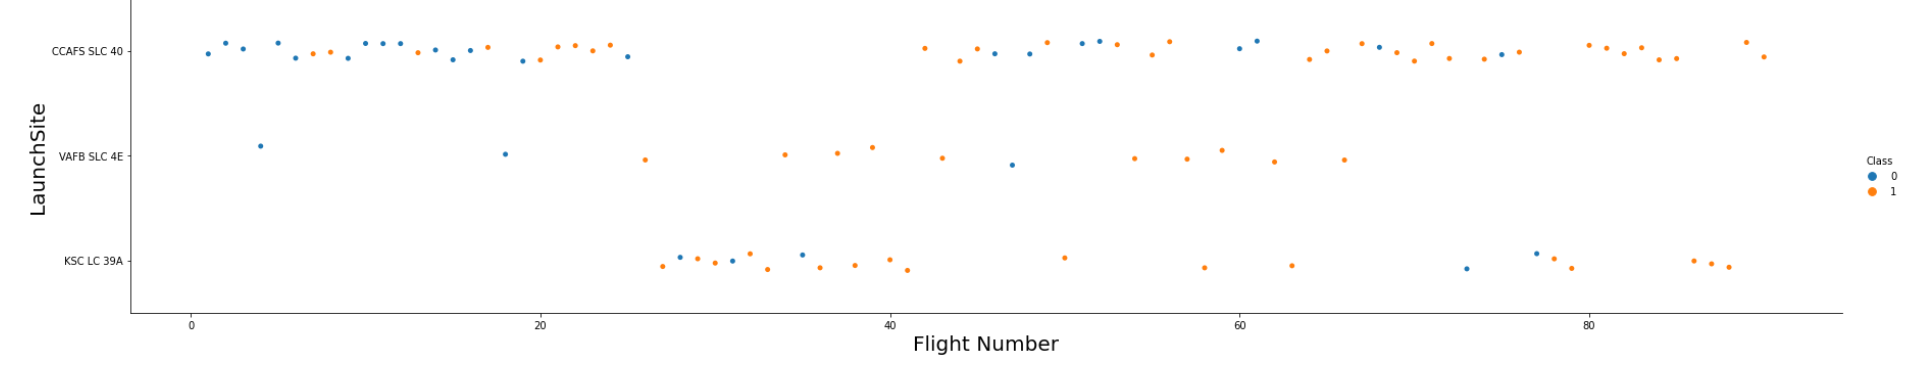 LaunchSite
CCAFS SLC 40
VAFB SLC 4E
KSC LC 39A
0 20 40 60 80
Flight Number
Class
0
1